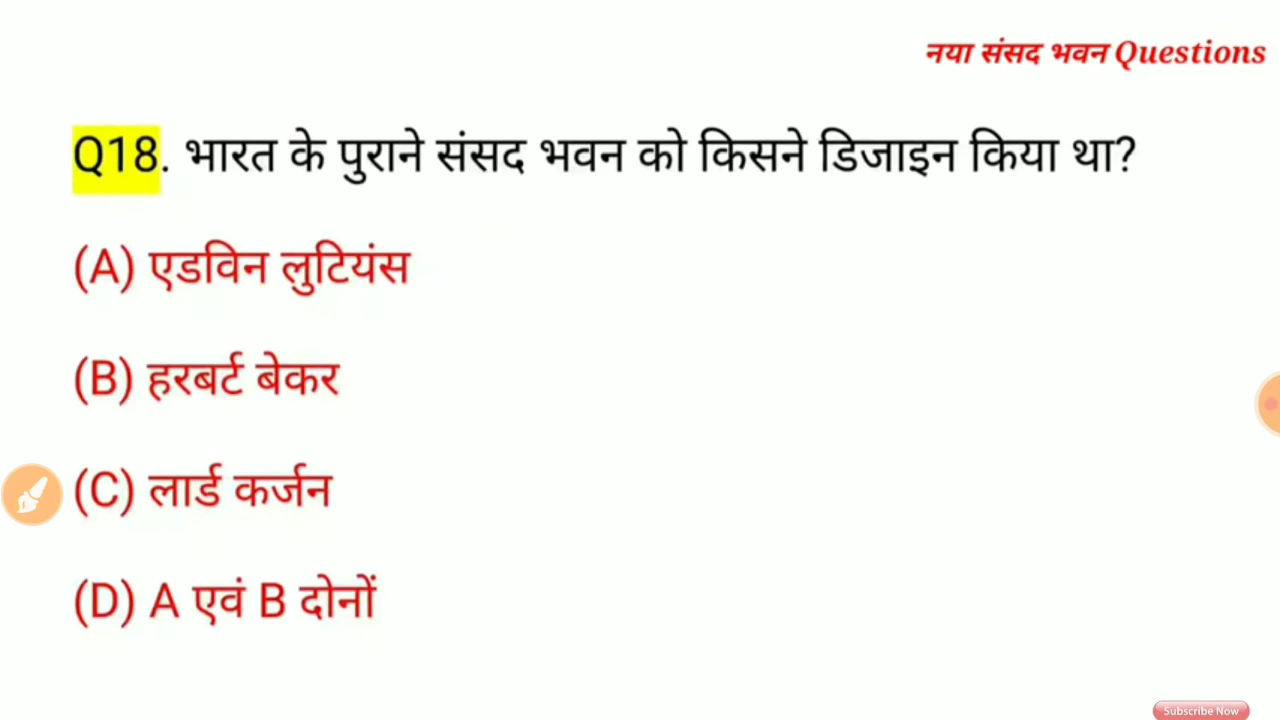 नया संसद भवन Questions
Q18. भारत के पुराने संसद भवन को किसने डिजाइन किया था?
(A) एडविन लुटियंस
(B) हरबर्ट बेकर
(C) लार्ड कर्जन
(D) A एवं B दोनों
Subscribe Now